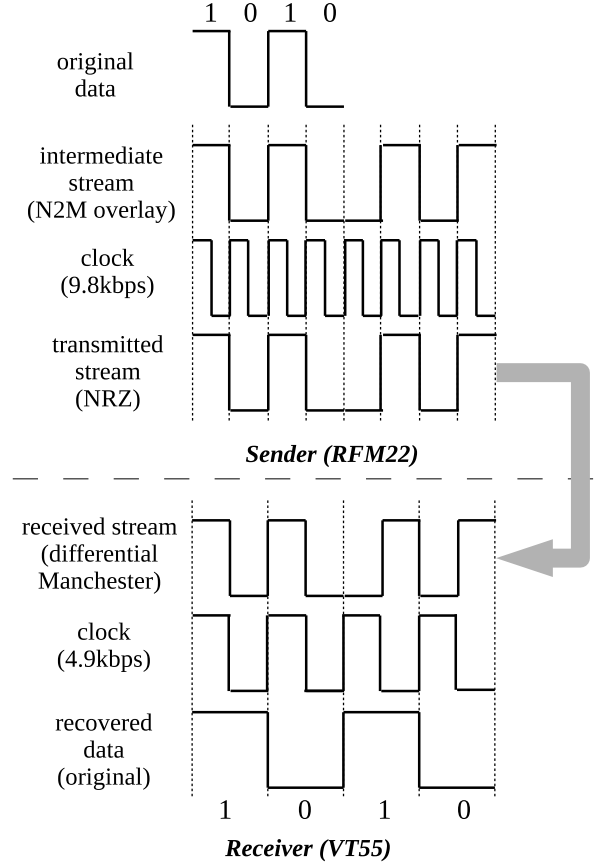 1 0 1 0
original
data
intermediate
stream
(N2M overlay)
clock
(9.8kbps)
transmitted
stream
(NRZ)
Sender (RFM22)
received stream
(differential
Manchester)
clock
(4.9kbps)
recovered
data
(original)
1 0 1 0
Receiver (VT55)